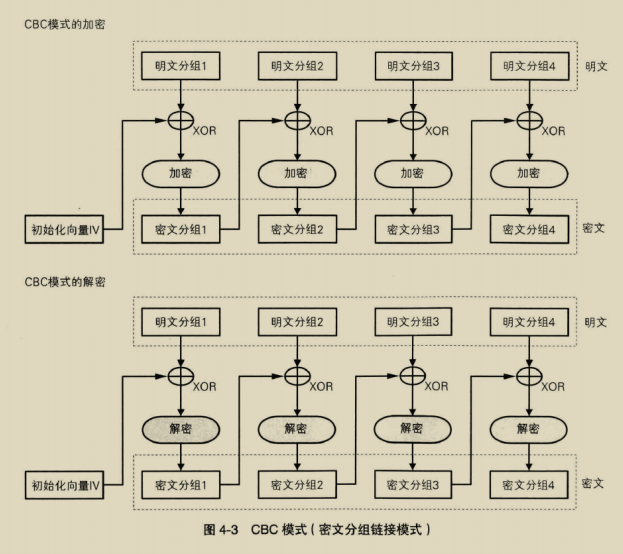 CBC模式的加密
明文分组1 明文分组2 明文分组3 明文分组4 明文
XOR XOR XOR XOR
加密 加密 加密 加密
初始化向量IV 密文分组1 密文分组2 密文分组3 密文分组4 密文
CBC模式的解密
明文分组1 明文分组2 明文分组3 明文分组4 明文
XOR XOR XOR XOR
解密 解密 解密 解密
初始化向量IV 密文分组1 密文分组2 密文分组3 密文分组4 密文
图 4-3 CBC 模式（密文分组链接模式）